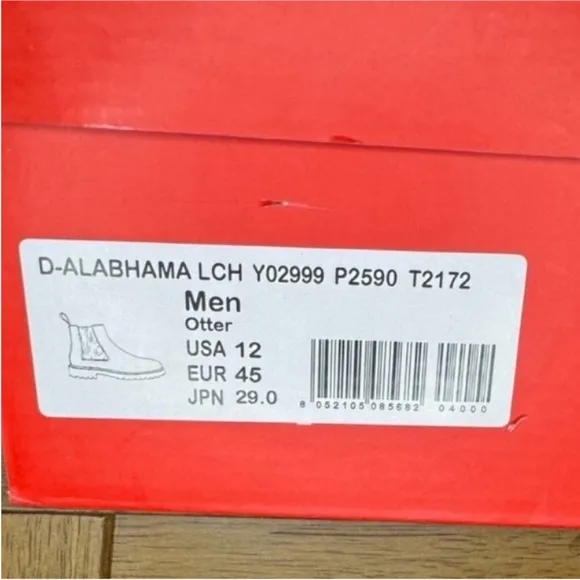 D-ALABHAMA LCH Y02999 P2590 T2172
Men
Otter
USA 12
EUR 45
JPN 29.0
8 052105 085682 04000